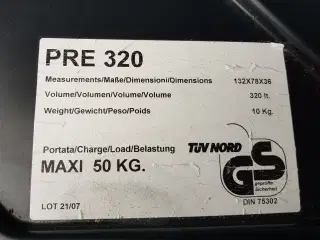 PRE 320
Measurements/Maße/Dimensioni/Dimensions 132X78X36
Volume/Volumen/Volume/Volume 320 lt.
Weight/Gewicht/Peso/Poids 10 Kg.
Portata/Charge/Load/Belastung TÜV NORD
MAXI 50 KG.
GS
geprüfte
Sicherheit
LOT 21/07 DIN 75302